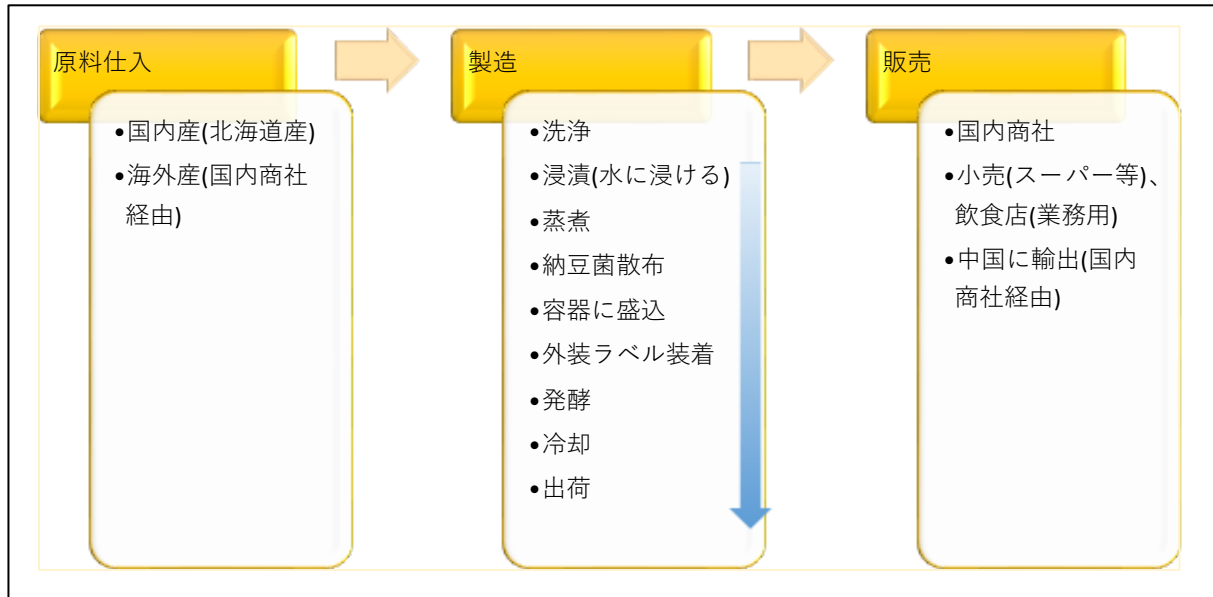 原料仕入
•国内産(北海道産)
•海外産(国内商社
経由)
製造
•洗浄
•浸漬(水に浸ける)
•蒸煮
•納豆菌散布
•容器に盛込
•外装ラベル装着
•発酵
•冷却
•出荷
販売
•国内商社
•小売(スーパー等)、
飲食店(業務用)
•中国に輸出(国内
商社経由)